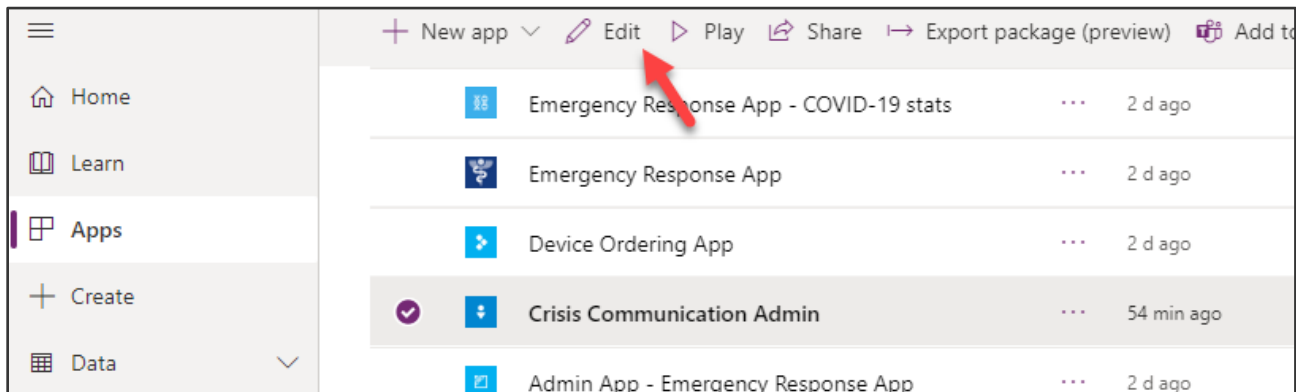 New app Edit Play Share Export package (preview) Add to
Home
Learn
Apps
Create
Data
Emergency Response App - COVID-19 stats ... 2 d ago
Emergency Response App ... 2 d ago
Device Ordering App ... 2 d ago
Crisis Communication Admin ... 54 min ago
Admin App - Emergency Response App ... 2 d ago